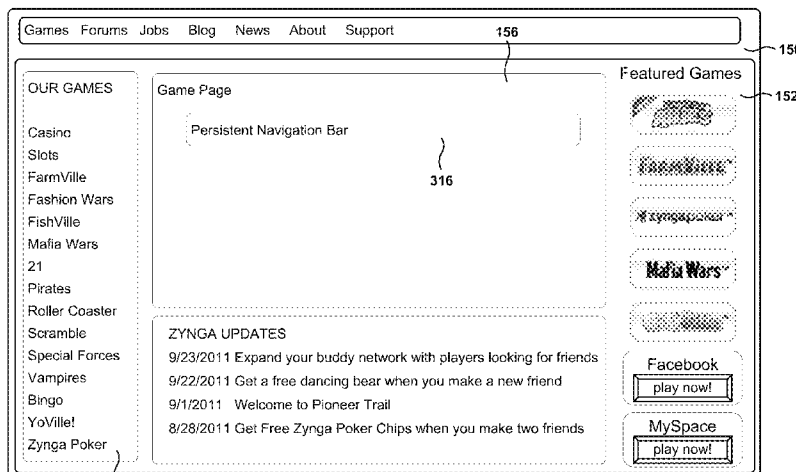 Games Forums Jobs Blog News About Support
156
150
OUR GAMES
Casino
Slots
FarmVille
Fashion Wars
FishVille
Mafia Wars
21
Pirates
Roller Coaster
Scramble
Special Forces
Vampires
Bingo
YoVille!
Zynga Poker
Game Page
Persistent Navigation Bar
316
ZYNGA UPDATES
9/23/2011 Expand your buddy network with players looking for friends
9/22/2011 Get a free dancing bear when you make a new friend
9/1/2011 Welcome to Pioneer Trail
8/28/2011 Get Free Zynga Poker Chips when you make two friends
Featured Games
152
Mafia Wars
Facebook
play now!
MySpace
play now!